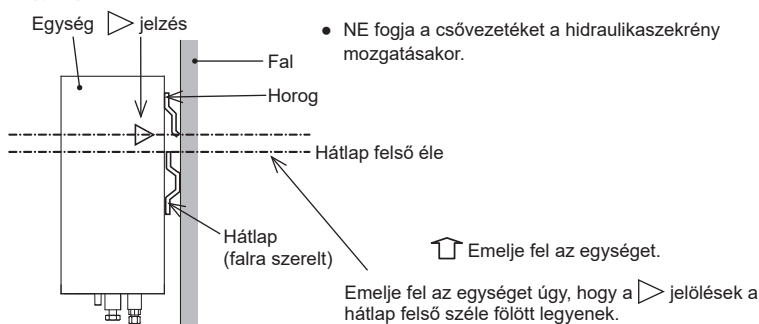 Egység ▷ jelzés
● NE fogja a csővezetéket a hidraulikaszekrény
mozgatásakor.
Fal
Horog
Hátlap felső éle
Hátlap
(falra szerelt)
Emelje fel az egységet.
Emelje fel az egységet úgy, hogy a ▷ jelölések a
hátlap felső széle fölött legyenek.